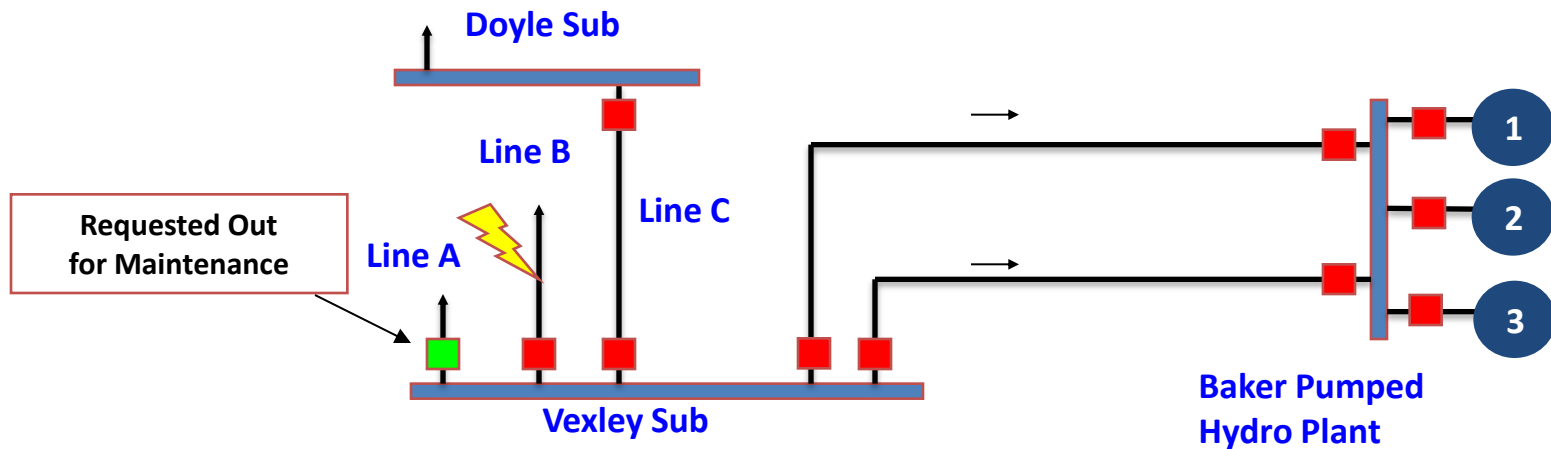 Doyle Sub
Line B
Line C
Requested Out
for Maintenance
Line A
1
2
3
Vexley Sub
Baker Pumped
Hydro Plant